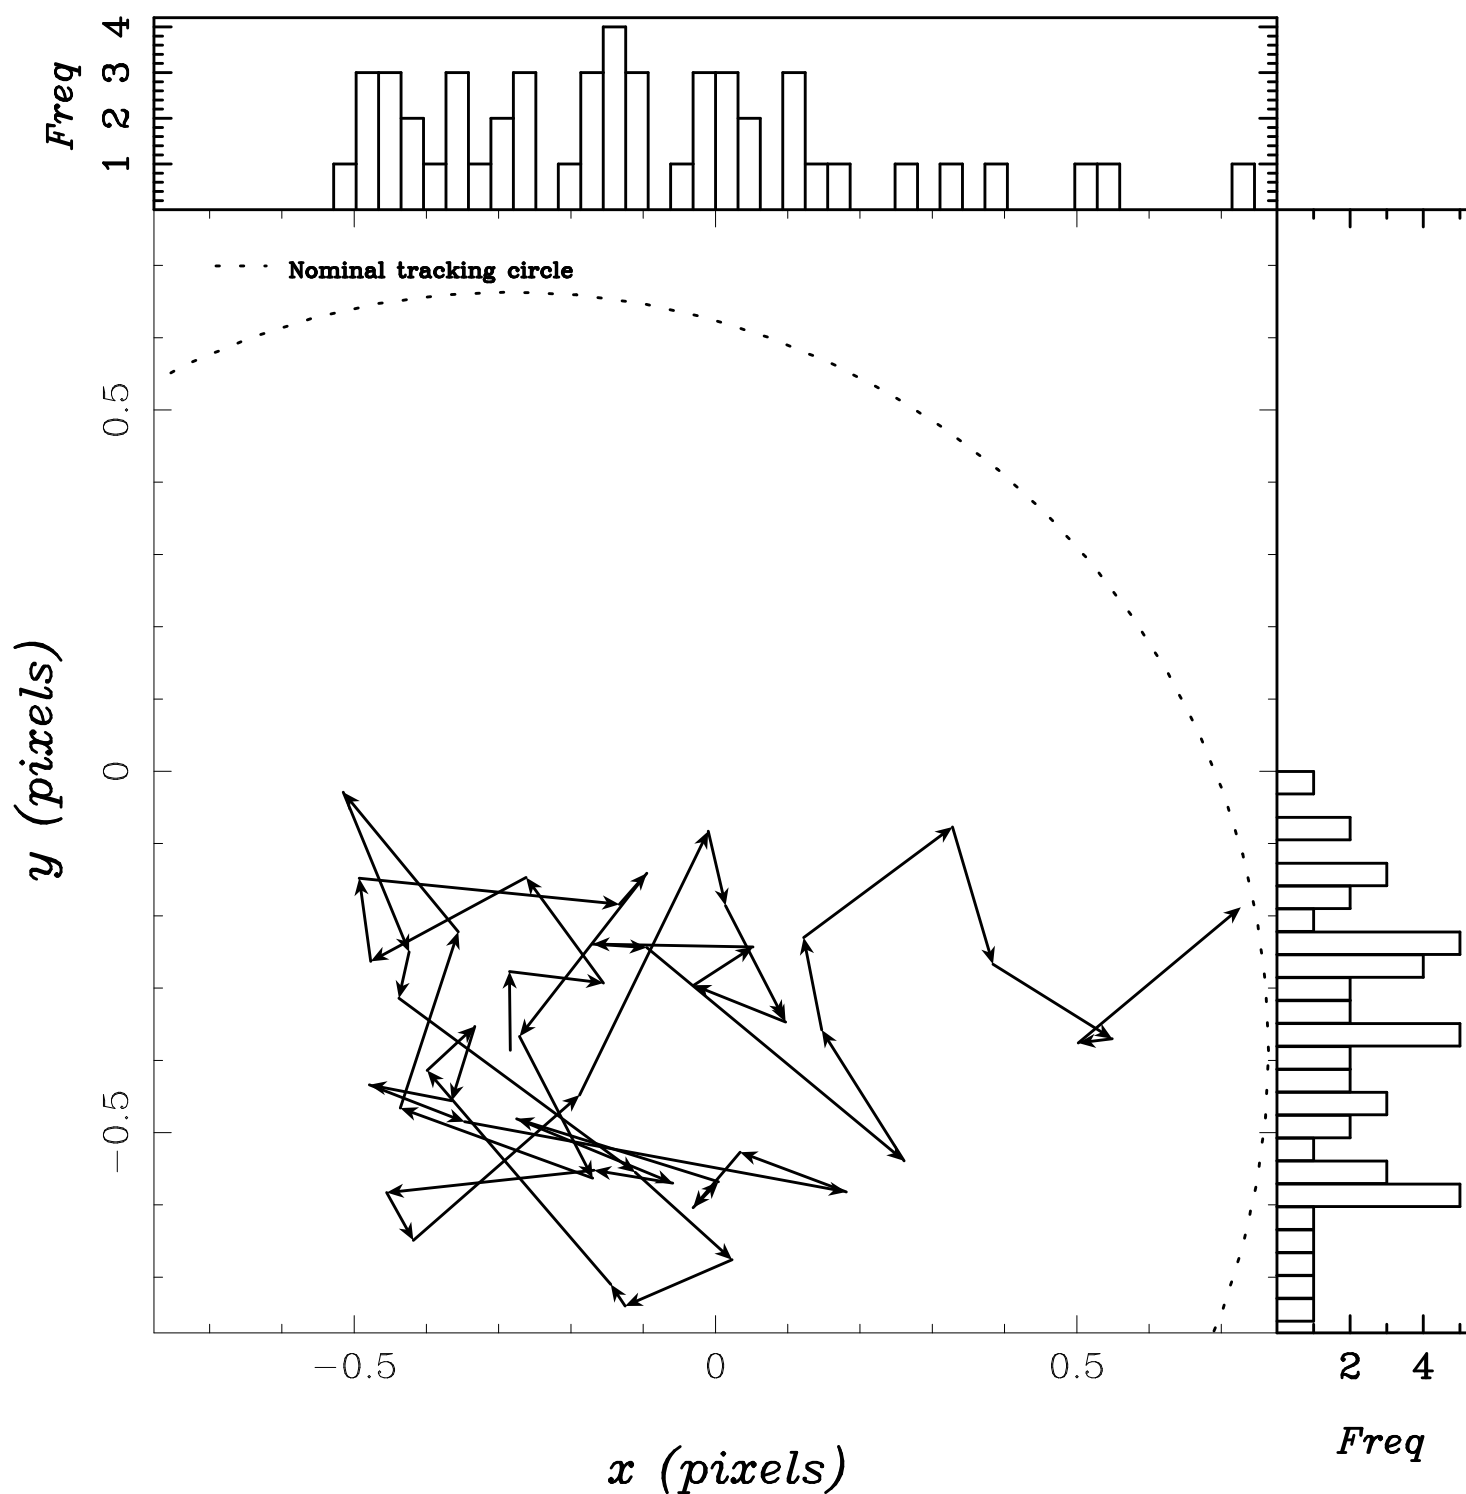 Freq
1 2 3 4
Nominal tracking circle
y (pixels)
0.5
0
−0.5
−0.5 0 0.5
x (pixels)
2 4
Freq